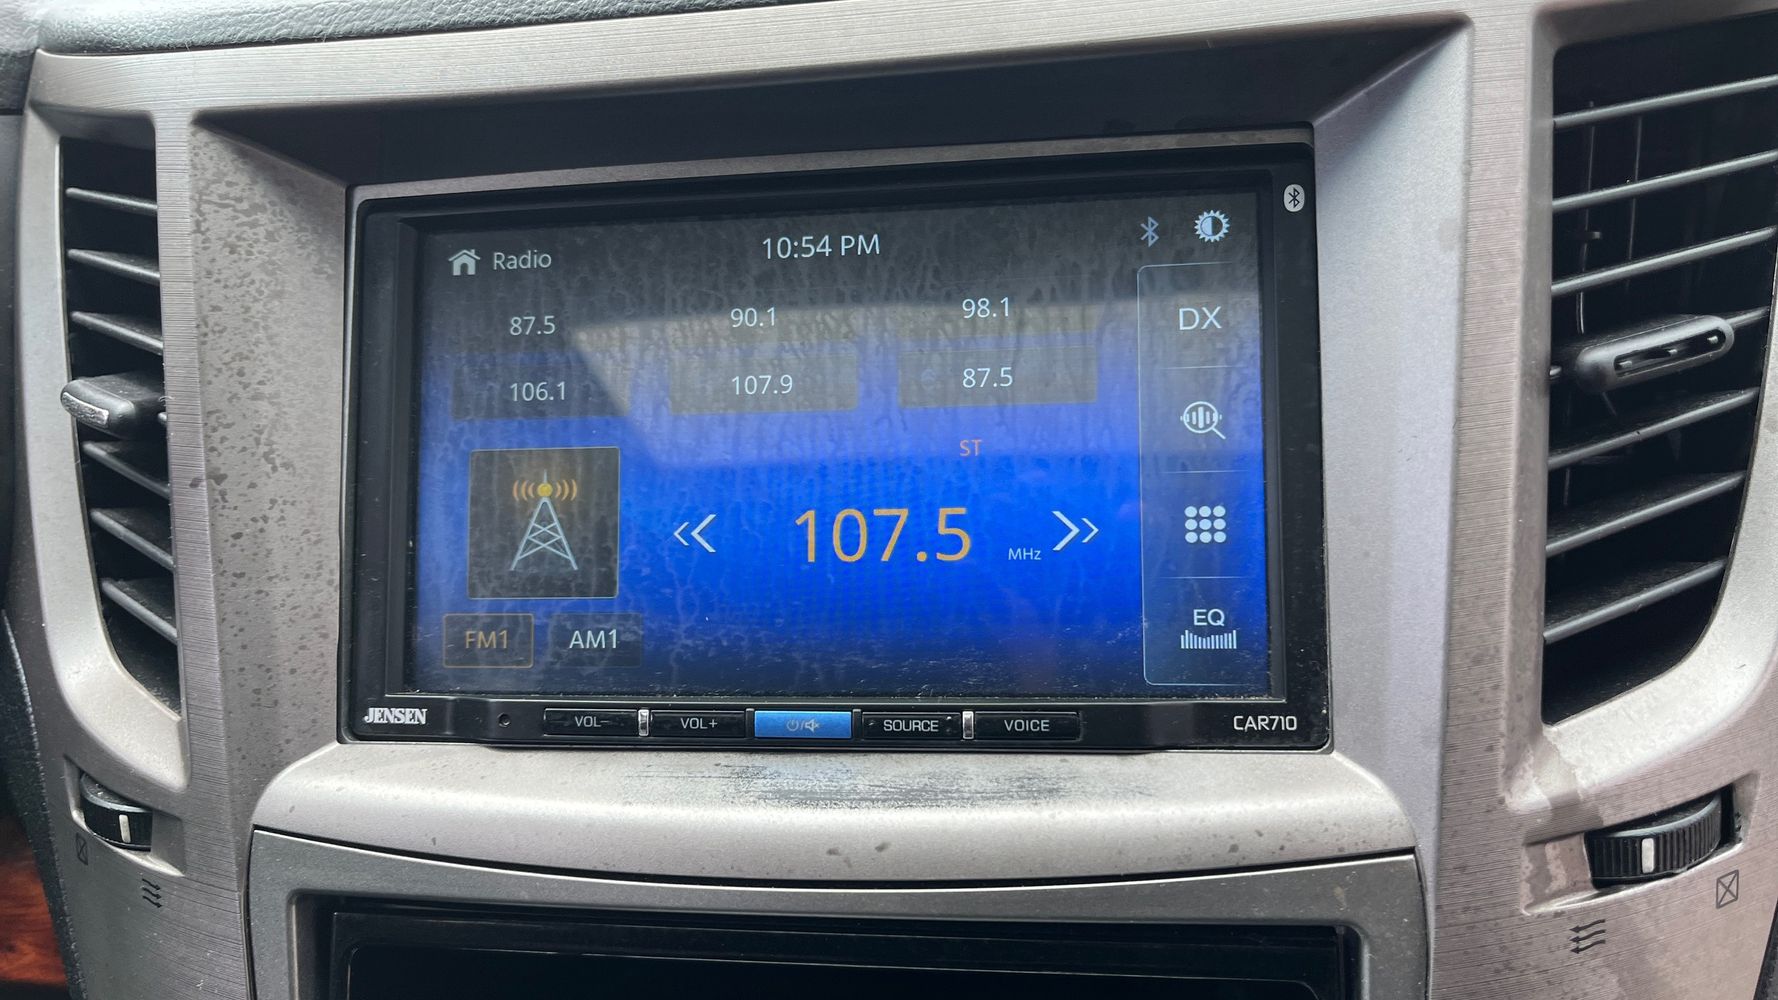 Radio
10:54 PM
87.5
90.1
98.1
DX
106.1
107.9
87.5
ST
107.5
MHz
FM1
AM1
EQ
JENSEN
VOL-
VOL+
SOURCE
VOICE
CAR710